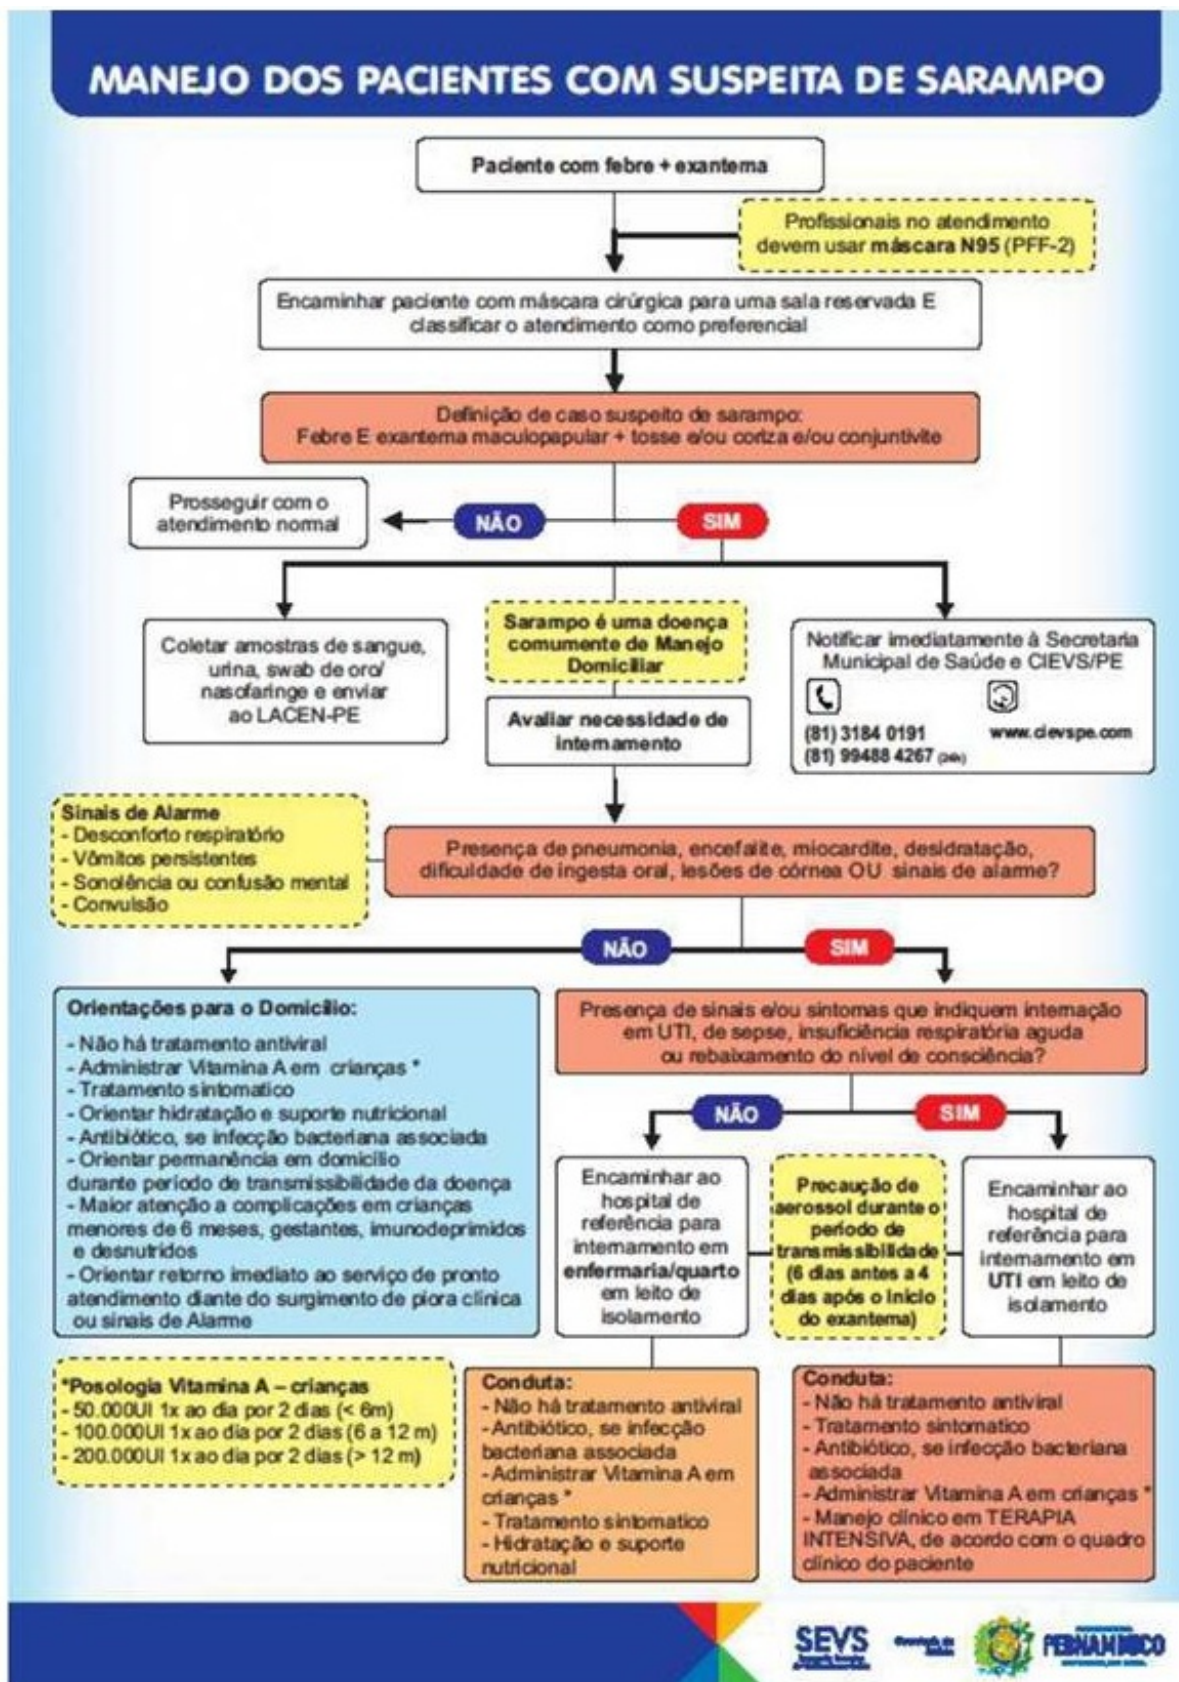 MANEJO DOS PACIENTES COM SUSPEITA DE SARAMPO
Paciente com febre + exantema
Profissionais no atendimento
devem usar máscara N95 (PFF-2)
Encaminhar paciente com máscara cirúrgica para uma sala reservada E
classificar o atendimento como preferencial
Definição de caso suspeito de sarampo:
Febre E exantema maculopapular + tosse e/ou coriza e/ou conjuntivite
Prosseguir com o
atendimento normal
NÃO
SIM
Coletar amostras de sangue,
urina, swab de oro/
nasofaringe e enviar
ao LACEN-PE
Sarampo é uma doença
comumente de Manejo
Domiciliar
Avaliar necessidade de
internamento
Notificar imediatamente à Secretaria
Municipal de Saúde e CIEVS/PE
(81) 3184 0191
www.cievspe.com
(81) 99488 4267 (24h)
Sinais de Alarme
- Desconforto respiratório
- Vômitos persistentes
- Sonolência ou confusão mental
- Convulsão
Presença de pneumonia, encefalite, miocardite, desidratação,
dificuldade de ingesta oral, lesões de córnea OU sinais de alarme?
NÃO
SIM
Orientações para o Domicílio:
- Não há tratamento antiviral
- Administrar Vitamina A em crianças *
- Tratamento sintomatico
- Orientar hidratação e suporte nutricional
- Antibiótico, se infecção bacteriana associada
- Orientar permanência em domicílio
durante período de transmissibilidade da doença
- Maior atenção a complicações em crianças
menores de 6 meses, gestantes, imunodeprimidos
e desnutridos
- Orientar retorno imediato ao serviço de pronto
atendimento diante do surgimento de piora clínica
ou sinais de Alarme
Presença de sinais e/ou sintomas que indiquem internação
em UTI, de sepse, insuficiência respiratória aguda
ou rebaixamento do nível de consciência?
NÃO
SIM
Encaminhar ao
hospital de
referência para
internamento em
enfermaria/quarto
em leito de
isolamento
Precaução de
aerossol durante o
período de
transmissibilidade
(6 dias antes a 4
dias após o início
do exantema)
Encaminhar ao
hospital de
referência para
internamento em
UTI em leito de
isolamento
*Posologia Vitamina A – crianças
- 50.000UI 1x ao dia por 2 dias (< 6m)
- 100.000UI 1x ao dia por 2 dias (6 a 12 m)
- 200.000UI 1x ao dia por 2 dias (> 12 m)
Conduta:
- Não há tratamento antiviral
- Antibiótico, se infecção
bacteriana associada
- Administrar Vitamina A em
crianças *
- Tratamento sintomatico
- Hidratação e suporte
nutricional
Conduta:
- Não há tratamento antiviral
- Tratamento sintomatico
- Antibiótico, se infecção bacteriana
associada
- Administrar Vitamina A em crianças *
- Manejo clínico em TERAPIA
INTENSIVA, de acordo com o quadro
clínico do paciente
SEVS
PERNAMBUCO